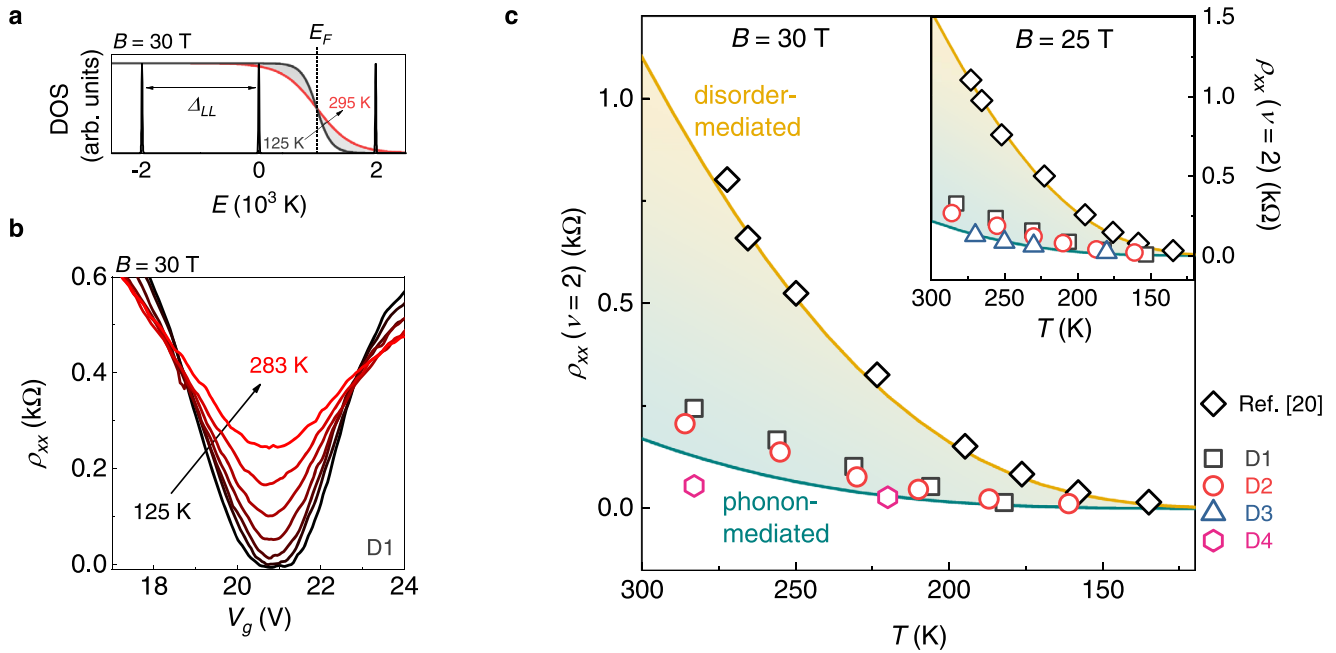 a
B = 30 T
E_F
DOS
(arb. units)
Δ_LL
295 K
125 K
-2
0
2
E (10³ K)
b
B = 30 T
0.6
0.4
0.2
0.0
ρ_xx (kΩ)
283 K
125 K
D1
18
20
22
24
V_g (V)
c
B = 30 T
disorder-
mediated
phonon-
mediated
1.0
0.5
0.0
ρ_xx (ν = 2) (kΩ)
300
250
200
150
T (K)
B = 25 T
1.5
1.0
0.5
0.0
ρ_xx (ν = 2) (kΩ)
300
250
200
150
T (K)
Ref. [20]
D1
D2
D3
D4